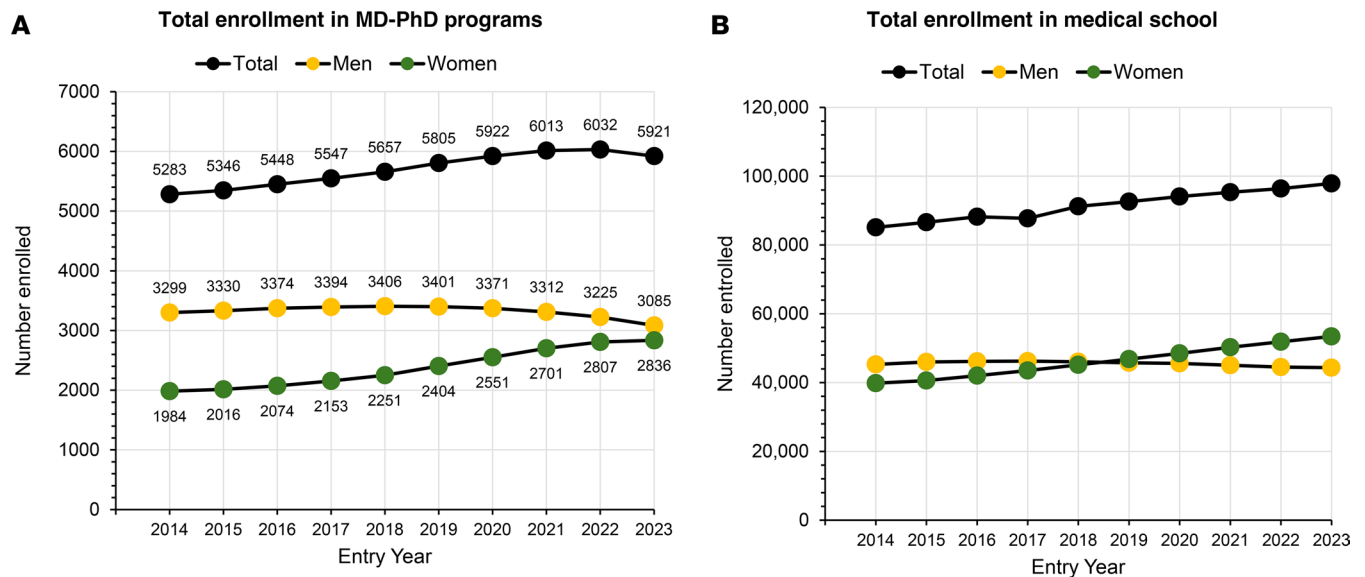 A
Total enrollment in MD-PhD programs
Total Men Women
Number enrolled
7000
6000
5000
4000
3000
2000
1000
0
5283 5346 5448 5547 5657 5805 5922 6013 6032 5921
3299 3330 3374 3394 3406 3401 3371 3312 3225 3085
1984 2016 2074 2153 2251 2404 2551 2701 2807 2836
2014 2015 2016 2017 2018 2019 2020 2021 2022 2023
Entry Year
B
Total enrollment in medical school
Total Men Women
Number entrolled
120,000
100,000
80,000
60,000
40,000
20,000
0
2014 2015 2016 2017 2018 2019 2020 2021 2022 2023
Entry Year